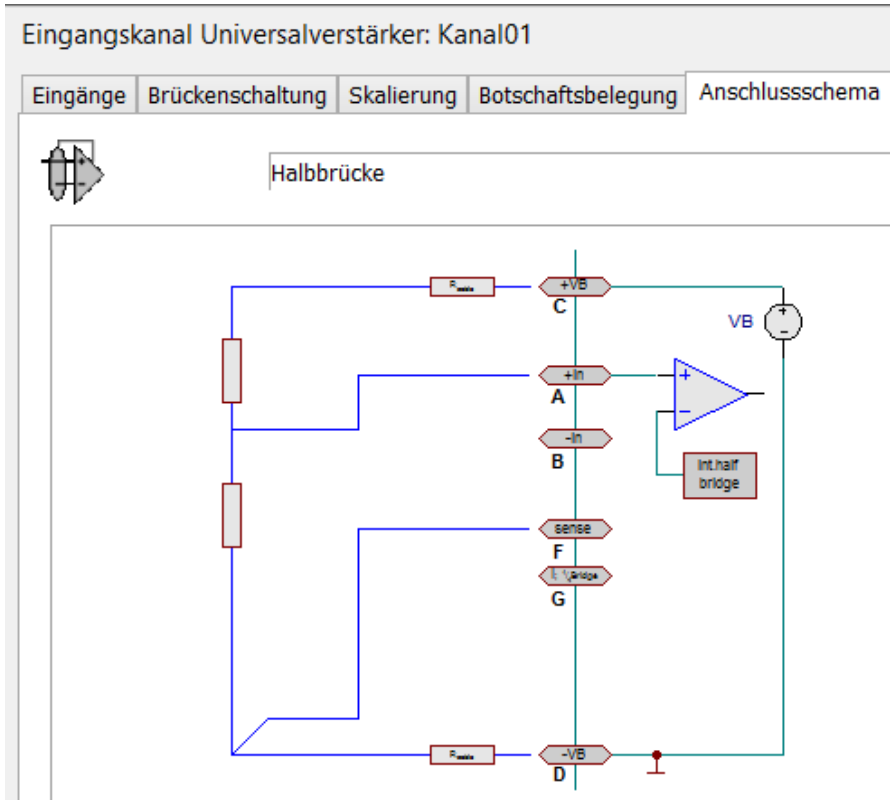 Eingangskanal Universalverstärker: Kanal01
Eingänge
Brückenschaltung
Skalierung
Botschaftsbelegung
Anschlussschema
Halbbrücke
+VB
C
VB
+
-
+In
A
+
-
-In
B
Int.half
bridge
sense
F
G
-VB
D